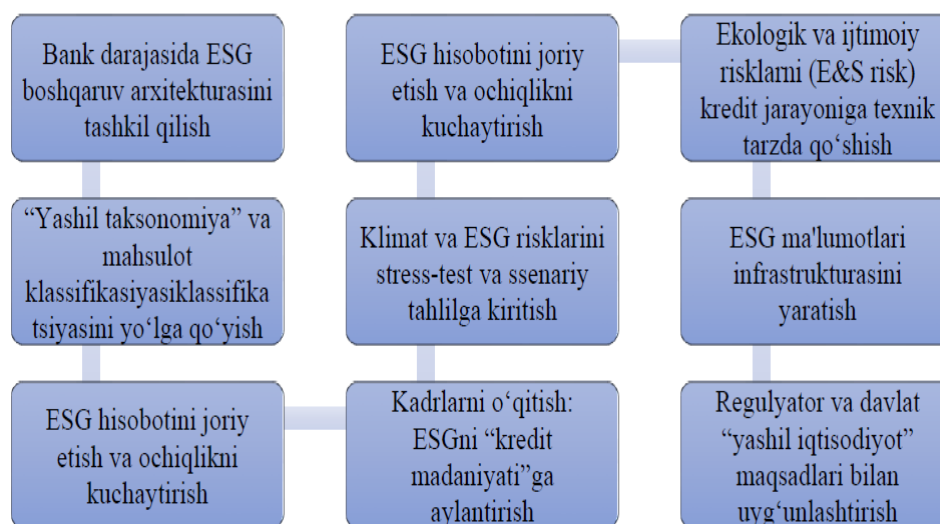 Bank darajasida ESG
boshqaruv arxitekturasini
tashkil qilish
“Yashil taksonomiya” va
mahsulot
klassifikasiyasiklassifika
tsiyasini yo‘lga qo‘yish
ESG hisobotini joriy
etish va ochiqlikni
kuchaytirish
Kadrlarni o‘qitish:
ESGni “kredit
madaniyati”ga
aylantirish
Klimat va ESG risklarini
stress-test va ssenariy
tahlilga kiritish
ESG hisobotini joriy
etish va ochiqlikni
kuchaytirish
Ekologik va ijtimoiy
risklarni (E&S risk)
kredit jarayoniga texnik
tarzda qo‘shish
ESG ma'lumotlari
infrastrukturasini
yaratish
Regulyator va davlat
“yashil iqtisodiyot”
maqsadlari bilan
uyg‘unlashtirish